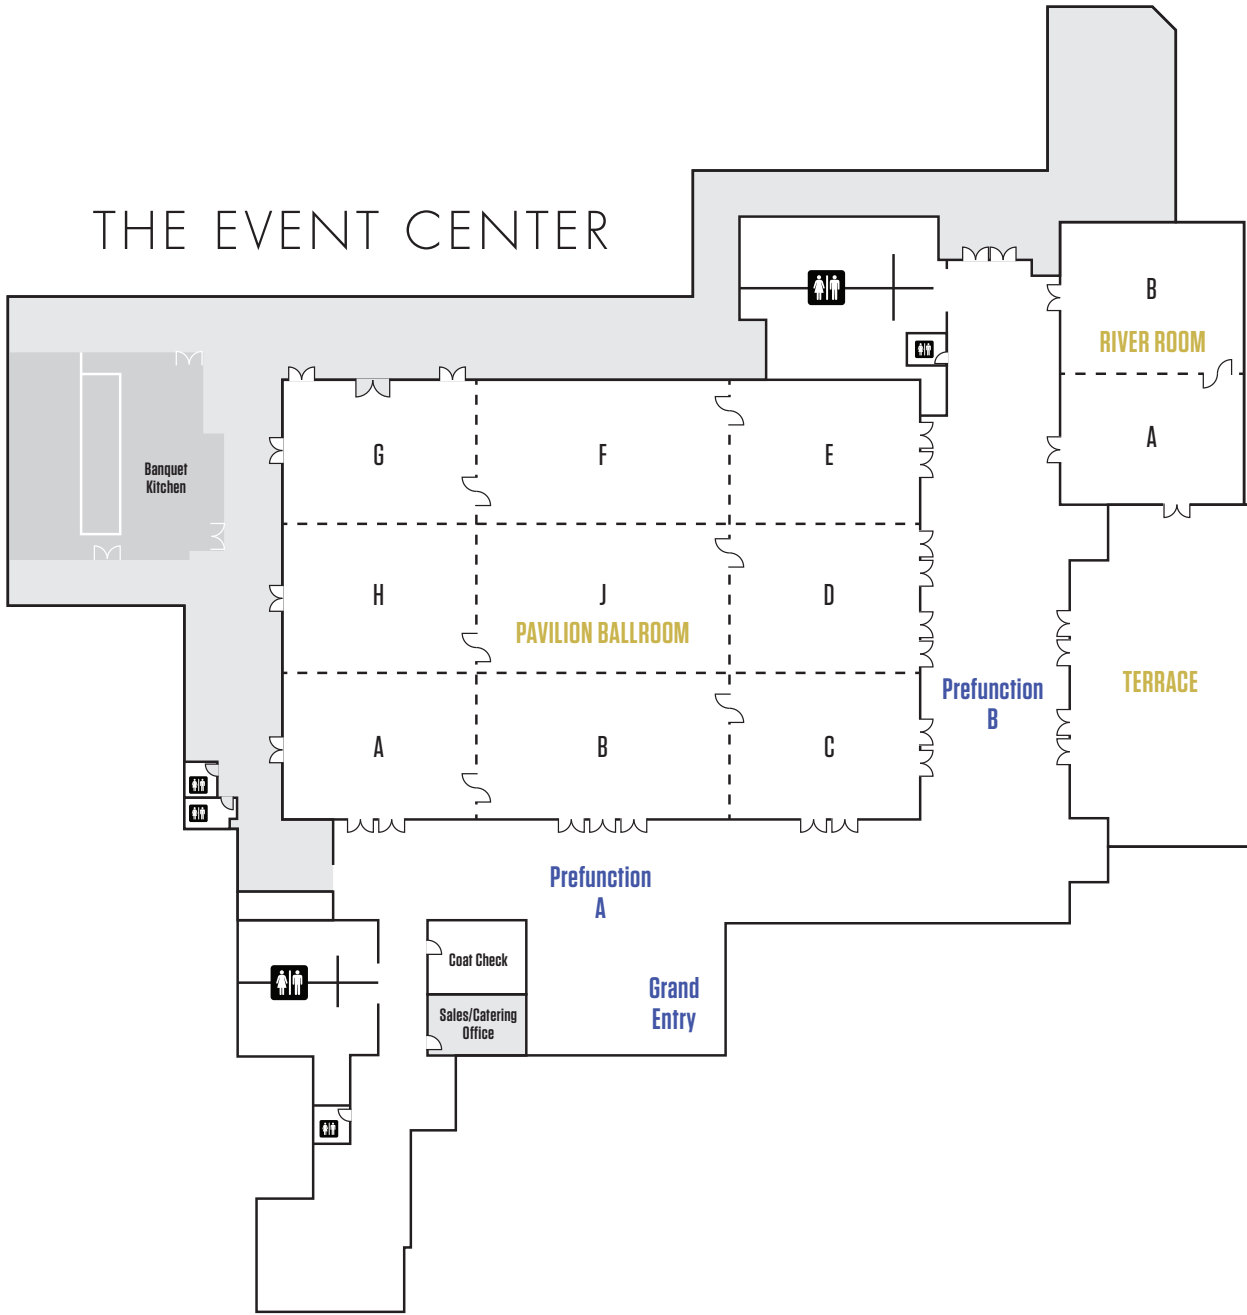 THE EVENT CENTER
B
RIVER ROOM
A
G
F
E
Banquet
Kitchen
H
J
D
PAVILION BALLROOM
Prefunction
B
TERRACE
A
B
C
Prefunction
A
Coat Check
Grand
Entry
Sales/Catering
Office